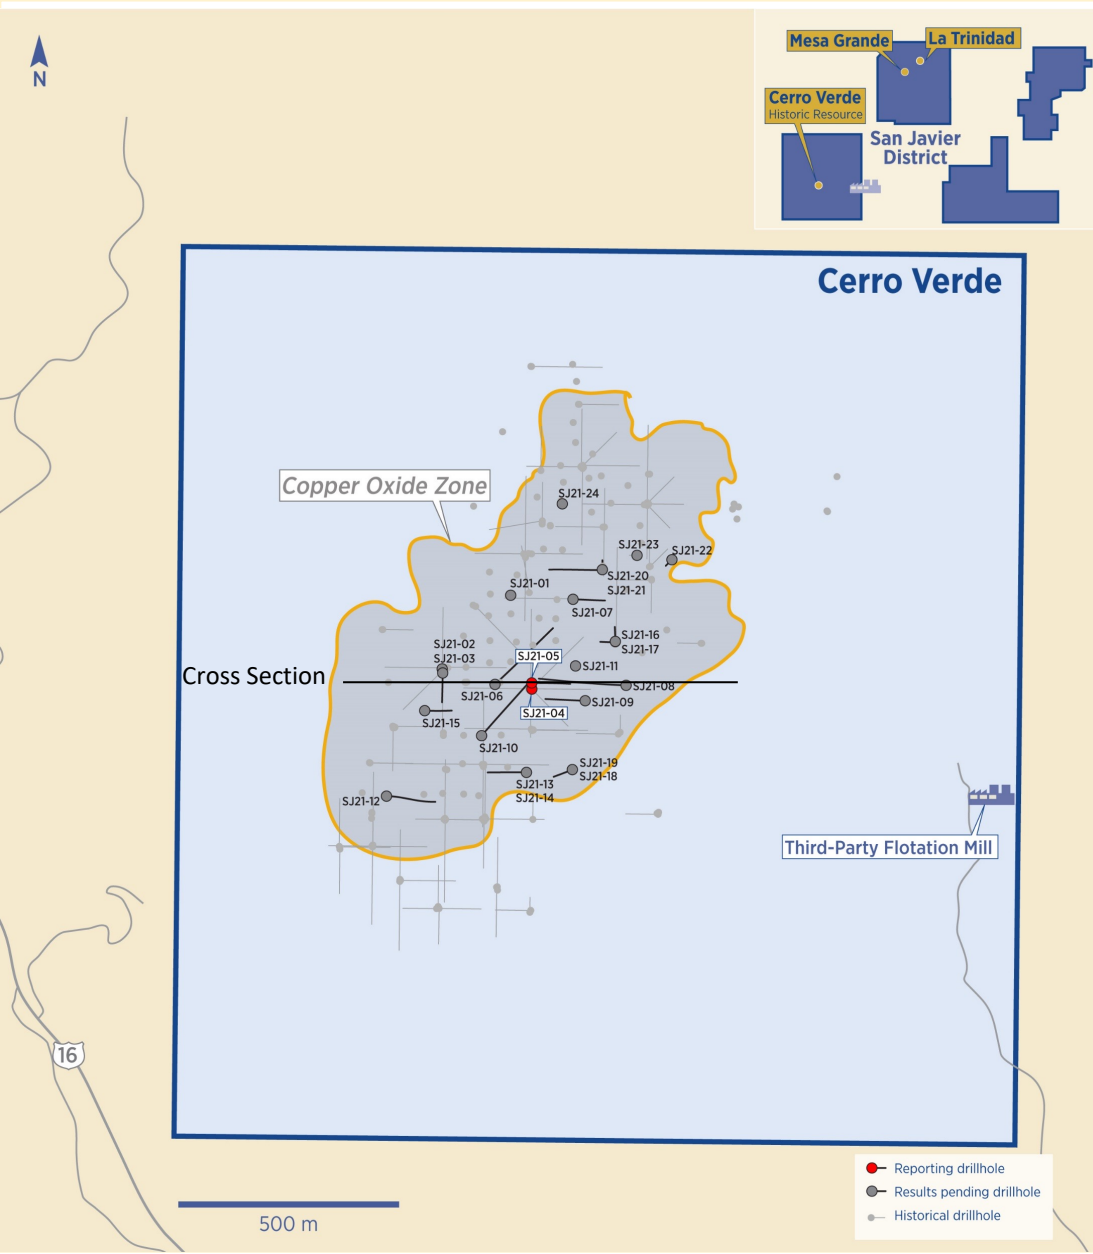 N
Mesa Grande
La Trinidad
Cerro Verde
Historic Resource
San Javier
District
Cerro Verde
Copper Oxide Zone
SJ21-24
SJ21-23
SJ21-22
SJ21-20
SJ21-21
SJ21-01
SJ21-07
SJ21-16
SJ21-17
SJ21-02
SJ21-03
SJ21-05
SJ21-11
Cross Section
SJ21-06
SJ21-08
SJ21-09
SJ21-04
SJ21-15
SJ21-10
SJ21-19
SJ21-18
SJ21-13
SJ21-14
SJ21-12
Third-Party Flotation Mill
16
500 m
Reporting drillhole
Results pending drillhole
Historical drillhole